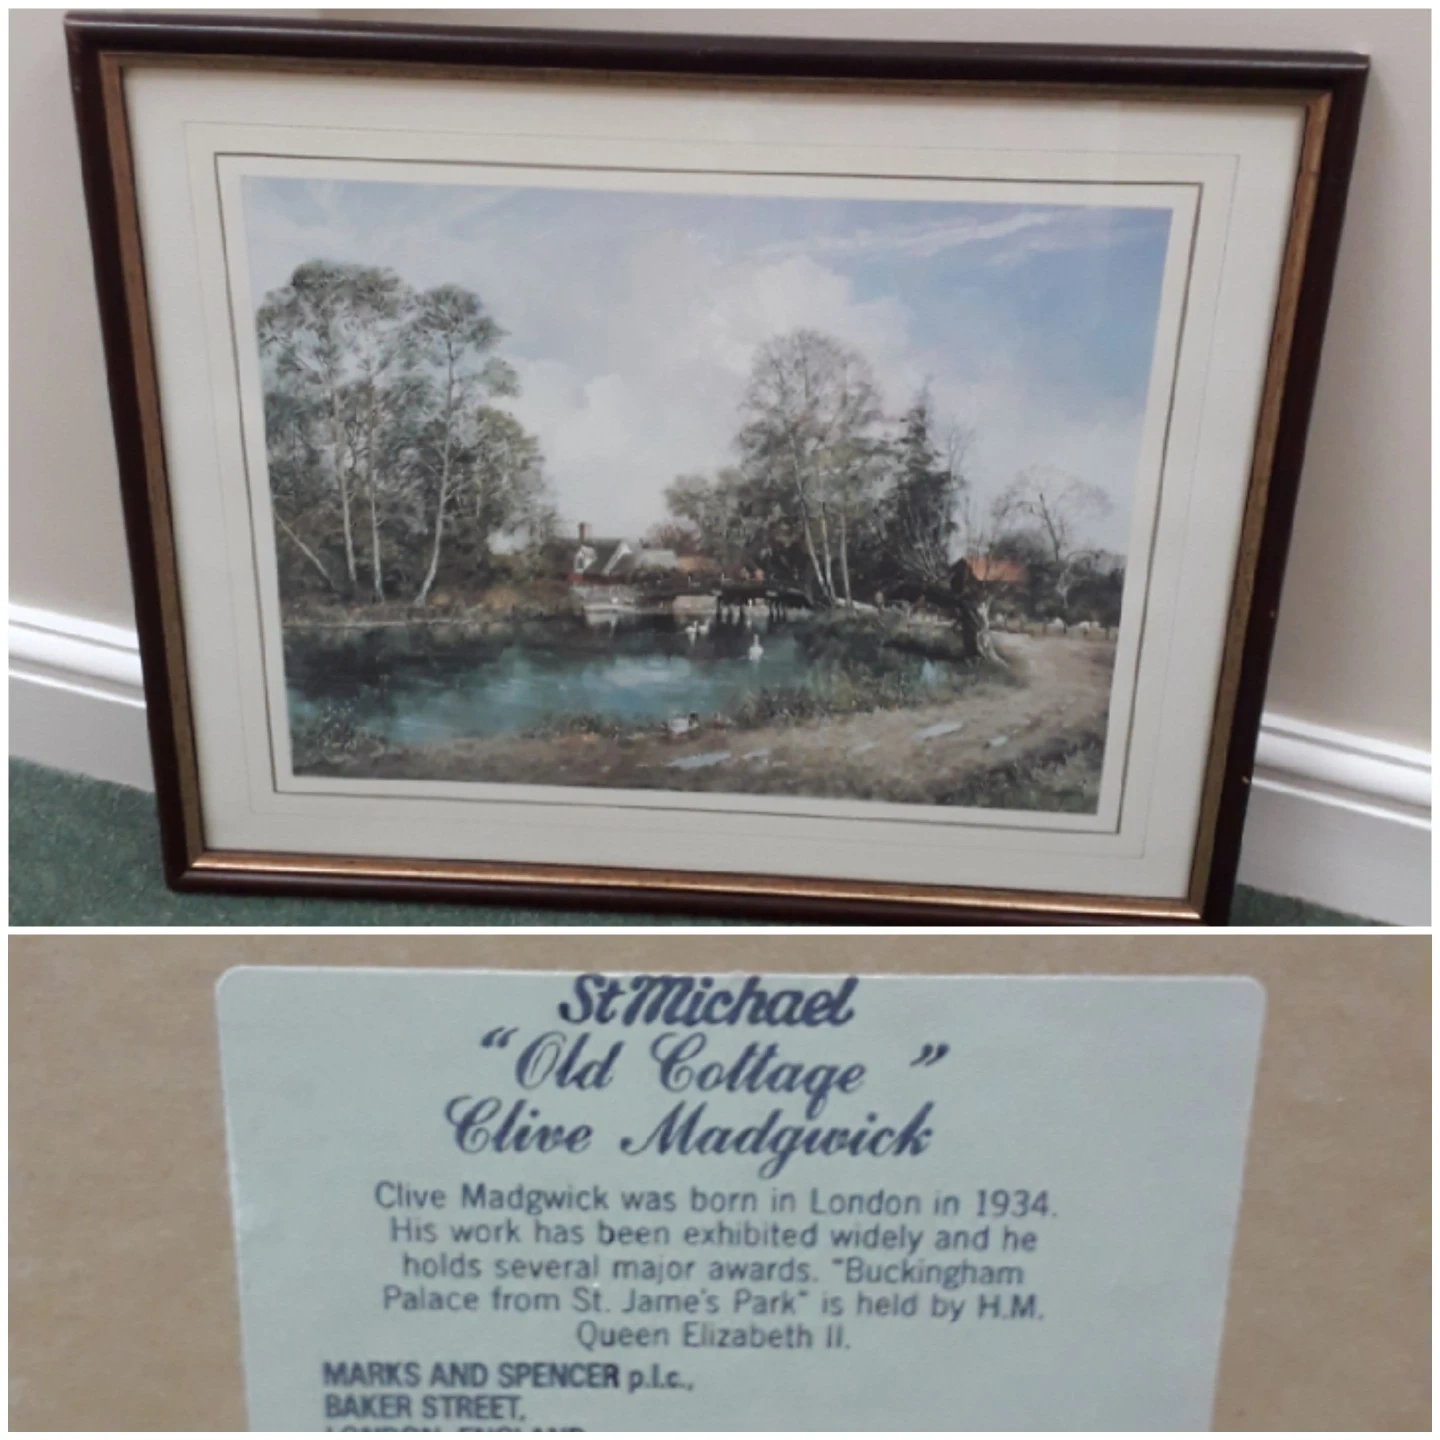 St Michael
"Old Cottage"
Clive Madgwick
Clive Madgwick was born in London in 1934.
His work has been exhibited widely and he
holds several major awards. "Buckingham
Palace from St. Jame's Park" is held by H.M.
Queen Elizabeth II.
MARKS AND SPENCER p.l.c.,
BAKER STREET,
LONDON, ENGLAND